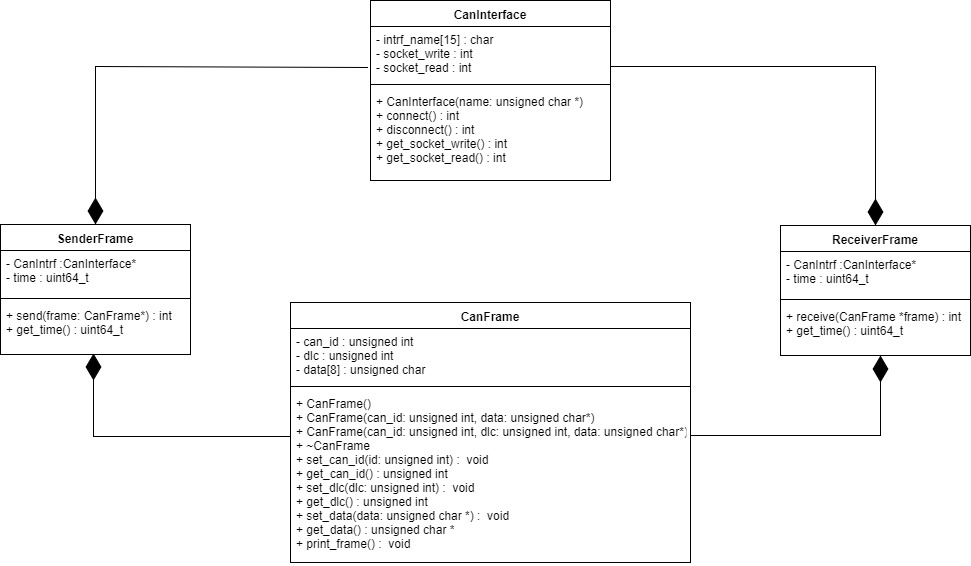 CanInterface
- intrf_name[15] : char
- socket_write : int
- socket_read : int
+ CanInterface(name: unsigned char *)
+ connect() : int
+ disconnect() : int
+ get_socket_write() : int
+ get_socket_read() : int
SenderFrame
- CanIntrf :CanInterface*
- time : uint64_t
+ send(frame: CanFrame*) : int
+ get_time() : uint64_t
ReceiverFrame
- CanIntrf :CanInterface*
- time : uint64_t
+ receive(CanFrame *frame) : int
+ get_time() : uint64_t
CanFrame
- can_id : unsigned int
- dlc : unsigned int
- data[8] : unsigned char
+ CanFrame()
+ CanFrame(can_id: unsigned int, data: unsigned char*)
+ CanFrame(can_id: unsigned int, dlc: unsigned int, data: unsigned char*)
+ ~CanFrame
+ set_can_id(id: unsigned int) : void
+ get_can_id() : unsigned int
+ set_dlc(dlc: unsigned int) : void
+ get_dlc() : unsigned int
+ set_data(data: unsigned char *) : void
+ get_data() : unsigned char *
+ print_frame() : void